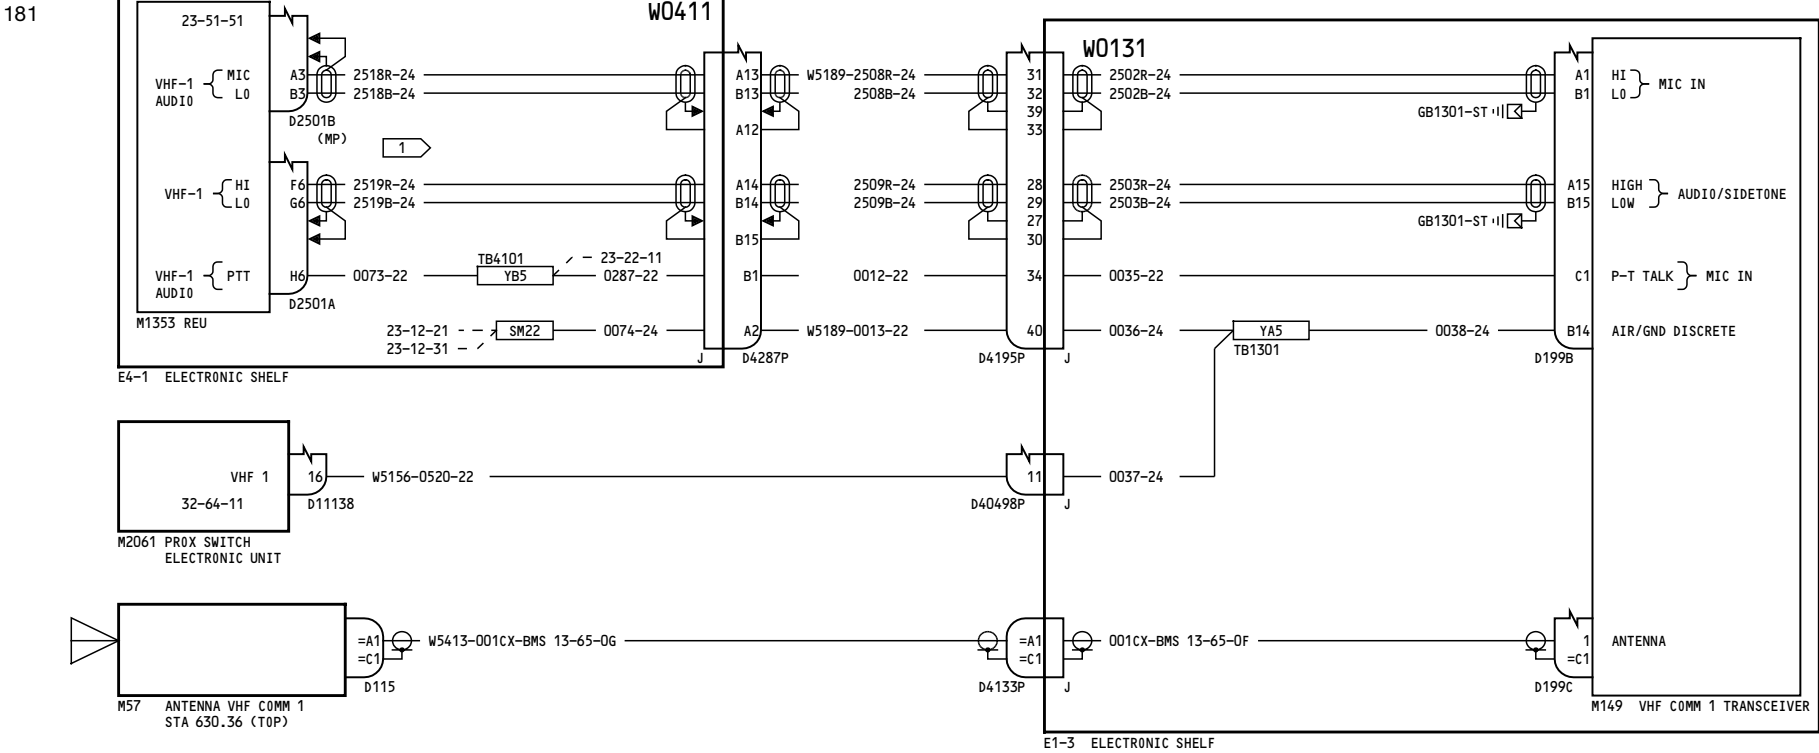 181
23-51-51
W0411
W0131
VHF-1 AUDIO MIC A3 2518R-24 A13 W5189-2508R-24 31 2502R-24 A1 HI MIC IN
LO B3 2518B-24 B13 2508B-24 32 2502B-24 B1 LO
39 GB1301-ST
D2501B
(MP)
A12 33
1
VHF-1 HI F6 2519R-24 A14 2509R-24 28 2503R-24 A15 HIGH AUDIO/SIDETONE
LO G6 2519B-24 B14 2509B-24 29 2503B-24 B15 LOW
27 GB1301-ST
B15 30
TB4101 23-22-11
VHF-1 AUDIO PTT H6 0073-22 YB5 0287-22 B1 0012-22 34 0035-22 C1 P-T TALK MIC IN
D2501A
M1353 REU
23-12-21 SM22 0074-24 A2 W5189-0013-22 40 0036-24 YA5 0038-24 B14 AIR/GND DISCRETE
23-12-31
TB1301
J D4287P D4195P J D199B
E4-1 ELECTRONIC SHELF
VHF 1 16 W5156-0520-22 11 0037-24
32-64-11 D11138 D40498P J
M2061 PROX SWITCH
ELECTRONIC UNIT
=A1 W5413-001CX-BMS 13-65-0G =A1 001CX-BMS 13-65-0F 1 ANTENNA
=C1 =C1 =C1
D115 D4133P J D199C
M57 ANTENNA VHF COMM 1
STA 630.36 (TOP)
M149 VHF COMM 1 TRANSCEIVER
E1-3 ELECTRONIC SHELF